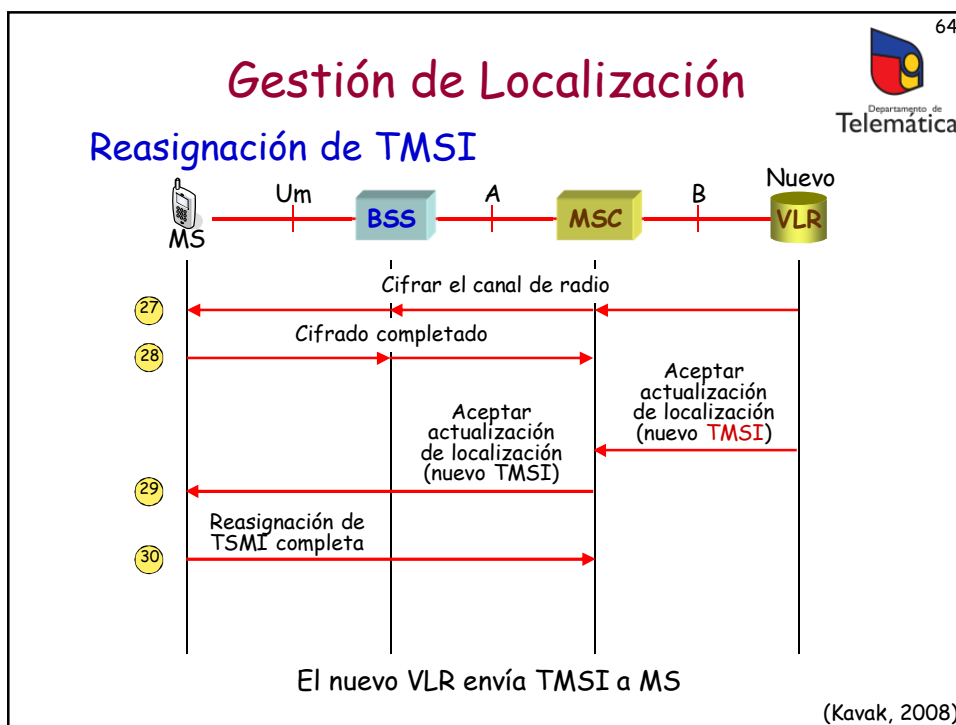 64
Gestión de Localización
Departamento de
Telemática
Reasignación de TMSI
Nuevo
Um
A
B
BSS
MSC
VLR
MS
Cifrar el canal de radio
27
Cifrado completado
28
Aceptar
actualización
de localización
(nuevo TMSI)
Aceptar
actualización
de localización
(nuevo TMSI)
29
Reasignación de
TSMI completa
30
El nuevo VLR envía TMSI a MS
(Kavak, 2008)